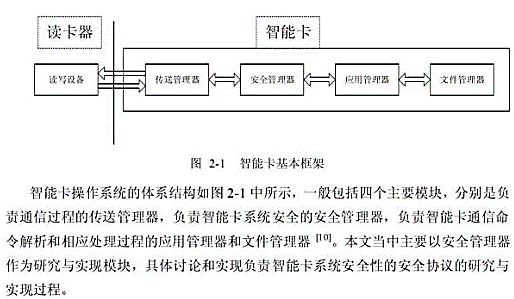 读卡器
智能卡
读写设备
传送管理器
安全管理器
应用管理器
文件管理器
图 2-1 智能卡基本框架
智能卡操作系统的体系结构如图 2-1 中所示，一般包括四个主要模块，分别是负
责通信过程的传送管理器，负责智能卡系统安全的安全管理器，负责智能卡通信命
令解析和相应处理过程的应用管理器和文件管理器 [10]。本文当中主要以安全管理器
作为研究与实现模块，具体讨论和实现负责智能卡系统安全性的安全协议的研究与
实现过程。